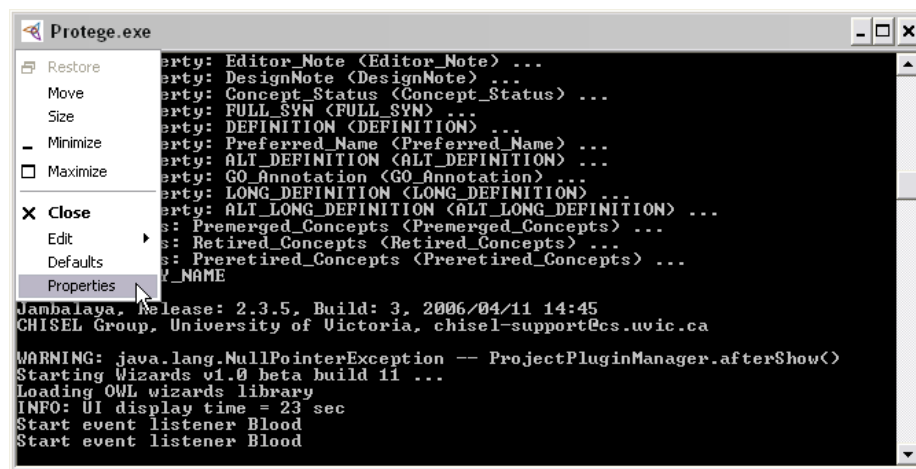 Protege.exe
Restore
Move
Size
Minimize
Maximize
Close
Edit
Defaults
Properties
erty: Editor_Note (Editor_Note) ...
erty: DesignNote (DesignNote) ...
erty: Concept_Status (Concept_Status) ...
erty: FULL_SYN (FULL_SYN) ...
erty: DEFINITION (DEFINITION) ...
erty: Preferred_Name (Preferred_Name) ...
erty: ALT_DEFINITION (ALT_DEFINITION) ...
erty: GO_Annotation (GO_Annotation) ...
erty: LONG_DEFINITION (LONG_DEFINITION) ...
erty: ALT_LONG_DEFINITION (ALT_LONG_DEFINITION) ...
s: Premerged_Concepts (Premerged_Concepts) ...
s: Retired_Concepts (Retired_Concepts) ...
s: Preretired_Concepts (Preretired_Concepts) ...
Y_NAME
Jambalaya, Release: 2.3.5, Build: 3, 2006/04/11 14:45
CHISEL Group, University of Victoria, chisel-support@cs.uvic.ca
WARNING: java.lang.NullPointerException -- ProjectPluginManager.afterShow()
Starting Wizards v1.0 beta build 11 ...
Loading OWL wizards library
INFO: UI display time = 23 sec
Start event listener Blood
Start event listener Blood